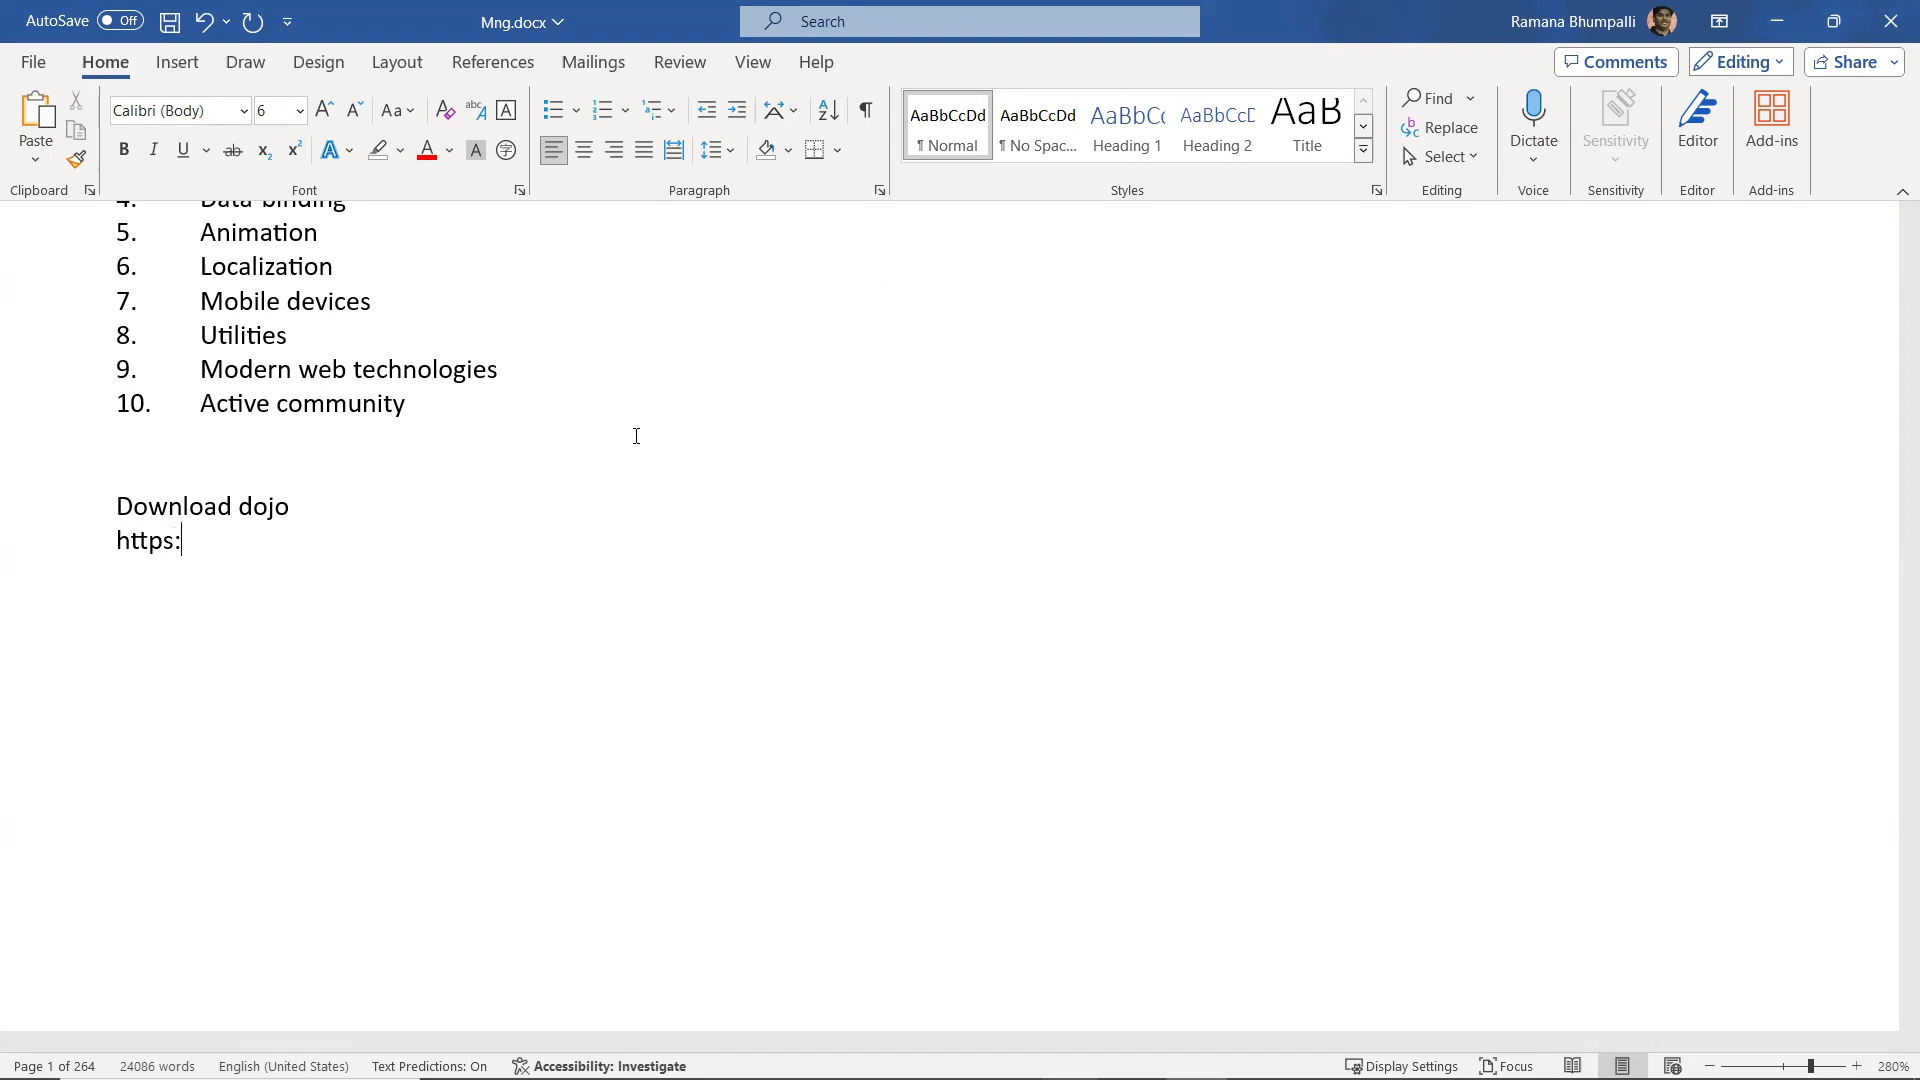 AutoSave Off Mng.docx Search Ramana Bhumpalli
File Home Insert Draw Design Layout References Mailings Review View Help Comments Editing Share
Paste Calibri (Body) 6 Aa AaBbCcDd AaBbCcDd AaBbCc AaBbCcD AaB Find Replace Select Dictate Sensitivity Editor Add-ins
¶ Normal ¶ No Spac... Heading 1 Heading 2 Title
Clipboard Font Paragraph Styles Editing Voice Sensitivity Editor Add-ins
4. Data binding
5. Animation
6. Localization
7. Mobile devices
8. Utilities
9. Modern web technologies
10. Active community
Download dojo
https:
Page 1 of 264 24086 words English (United States) Text Predictions: On Accessibility: Investigate Display Settings Focus 280%